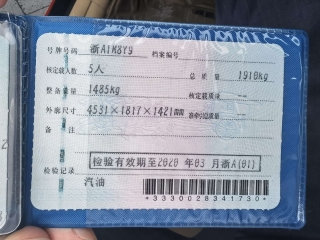 号牌号码 浙A1M8Y9 档案编号
核定载人数 5人 总质量 1910kg
整备质量 1485kg 核定载质量 --
外廓尺寸 4531×1817×1421mm 准牵引总质量 --
备注
检验有效期至2020年03月浙A(01)
检验记录
汽油
*3330028341730*